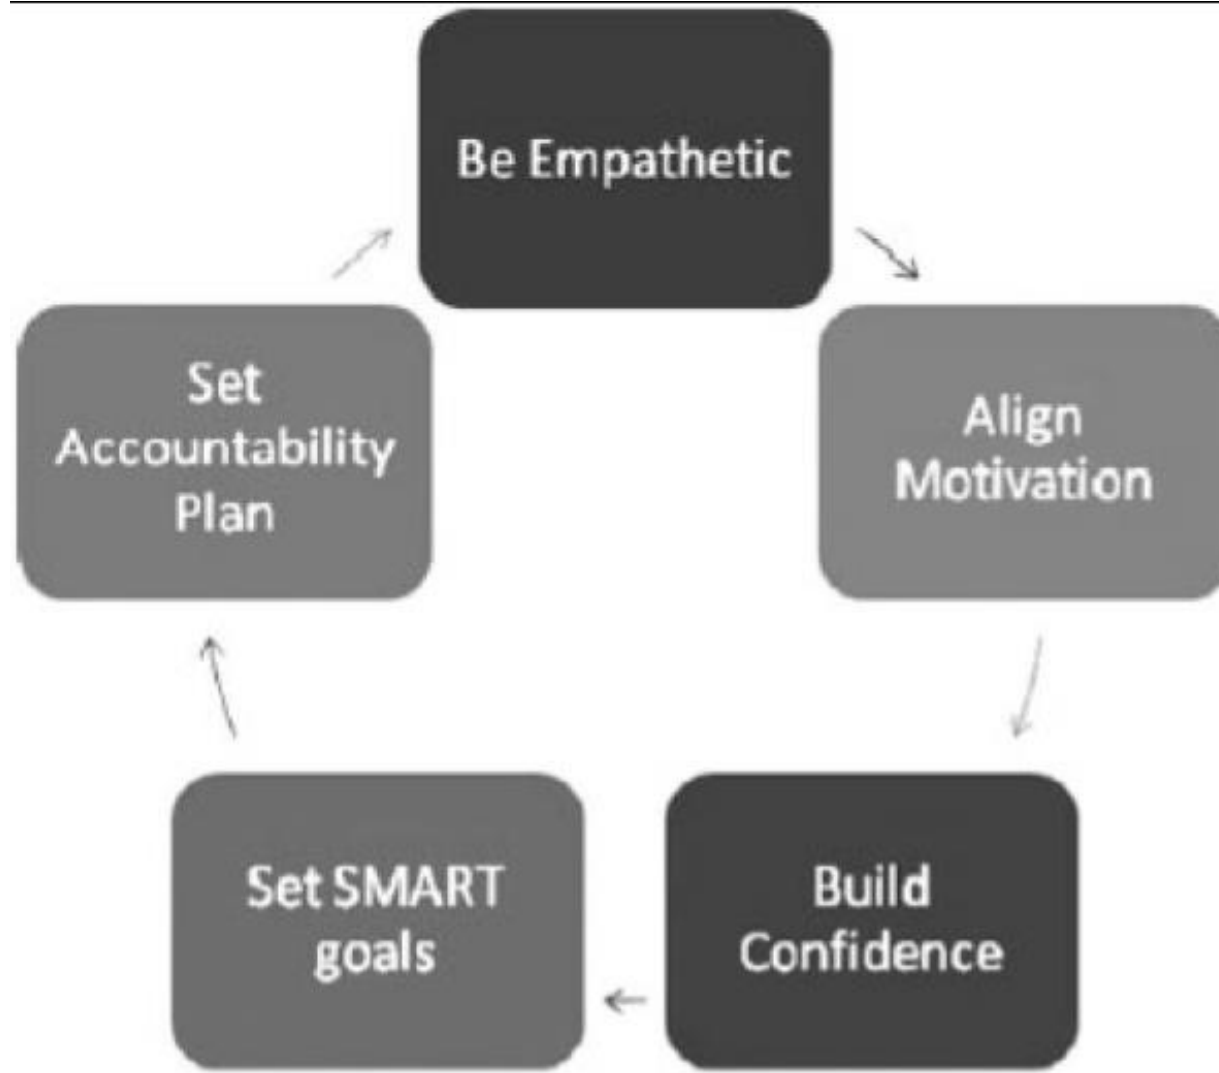 Be Empathetic
Align
Motivation
Build
Confidence
Set SMART
goals
Set
Accountability
Plan